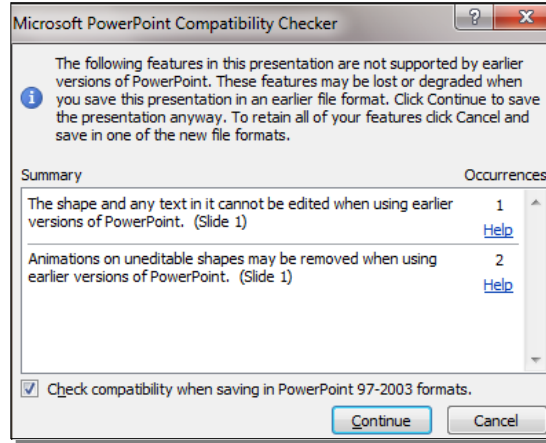 Microsoft PowerPoint Compatibility Checker
The following features in this presentation are not supported by earlier
versions of PowerPoint. These features may be lost or degraded when
you save this presentation in an earlier file format. Click Continue to save
the presentation anyway. To retain all of your features click Cancel and
save in one of the new file formats.
Summary Occurrences
The shape and any text in it cannot be edited when using earlier 1
versions of PowerPoint. (Slide 1) Help
Animations on uneditable shapes may be removed when using 2
earlier versions of PowerPoint. (Slide 1) Help
Check compatibility when saving in PowerPoint 97-2003 formats.
Continue Cancel